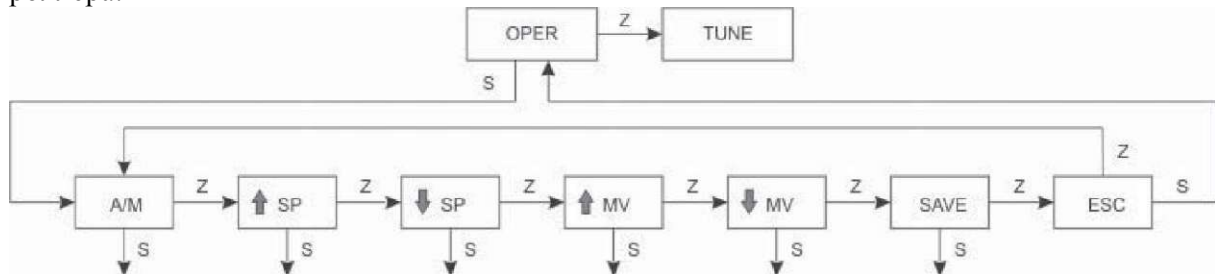 OPER Z TUNE
S
Z
A/M Z SP Z SP Z MV Z MV Z SAVE Z ESC S
S S S S S S